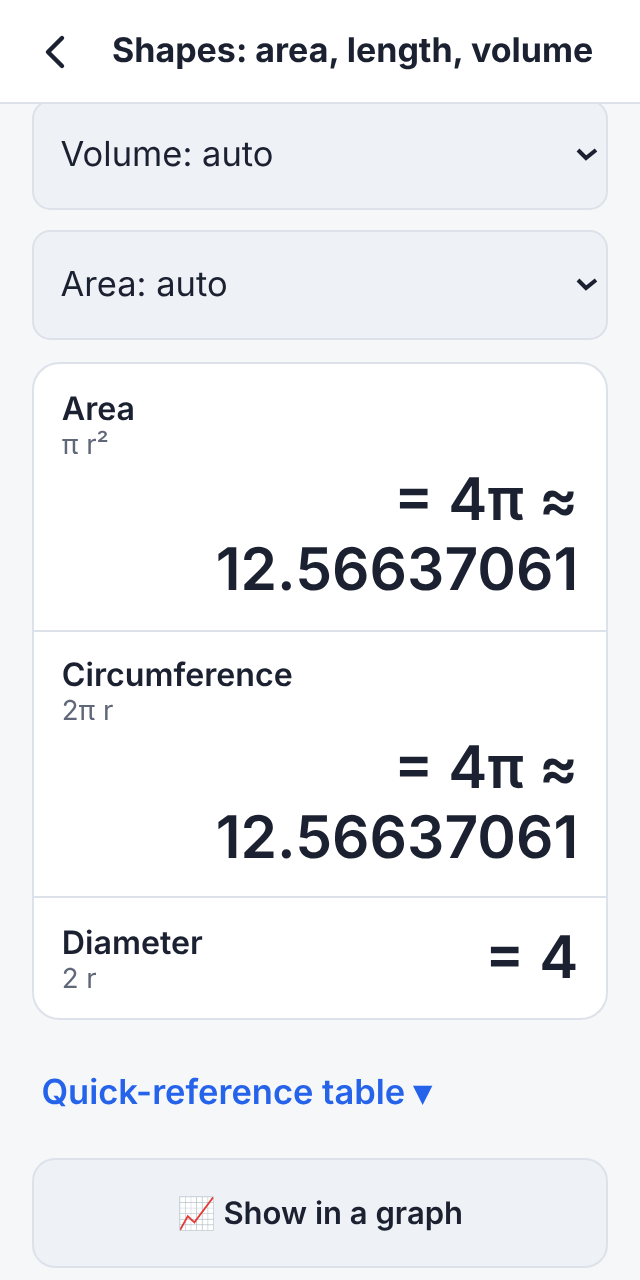 Shapes: area, length, volume
Volume: auto
Area: auto
Area
π r²
= 4π ≈
12.56637061
Circumference
2π r
= 4π ≈
12.56637061
Diameter
2 r
= 4
Quick-reference table ▼
📈 Show in a graph